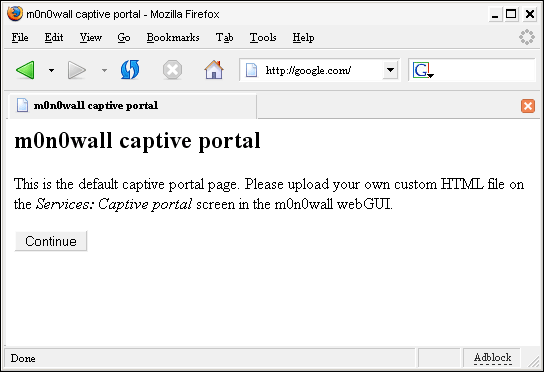 m0n0wall captive portal - Mozilla Firefox
File Edit View Go Bookmarks Tab Tools Help
http://google.com/
G
m0n0wall captive portal
m0n0wall captive portal
This is the default captive portal page. Please upload your own custom HTML file on
the Services: Captive portal screen in the m0n0wall webGUI.
Continue
Done
Adblock